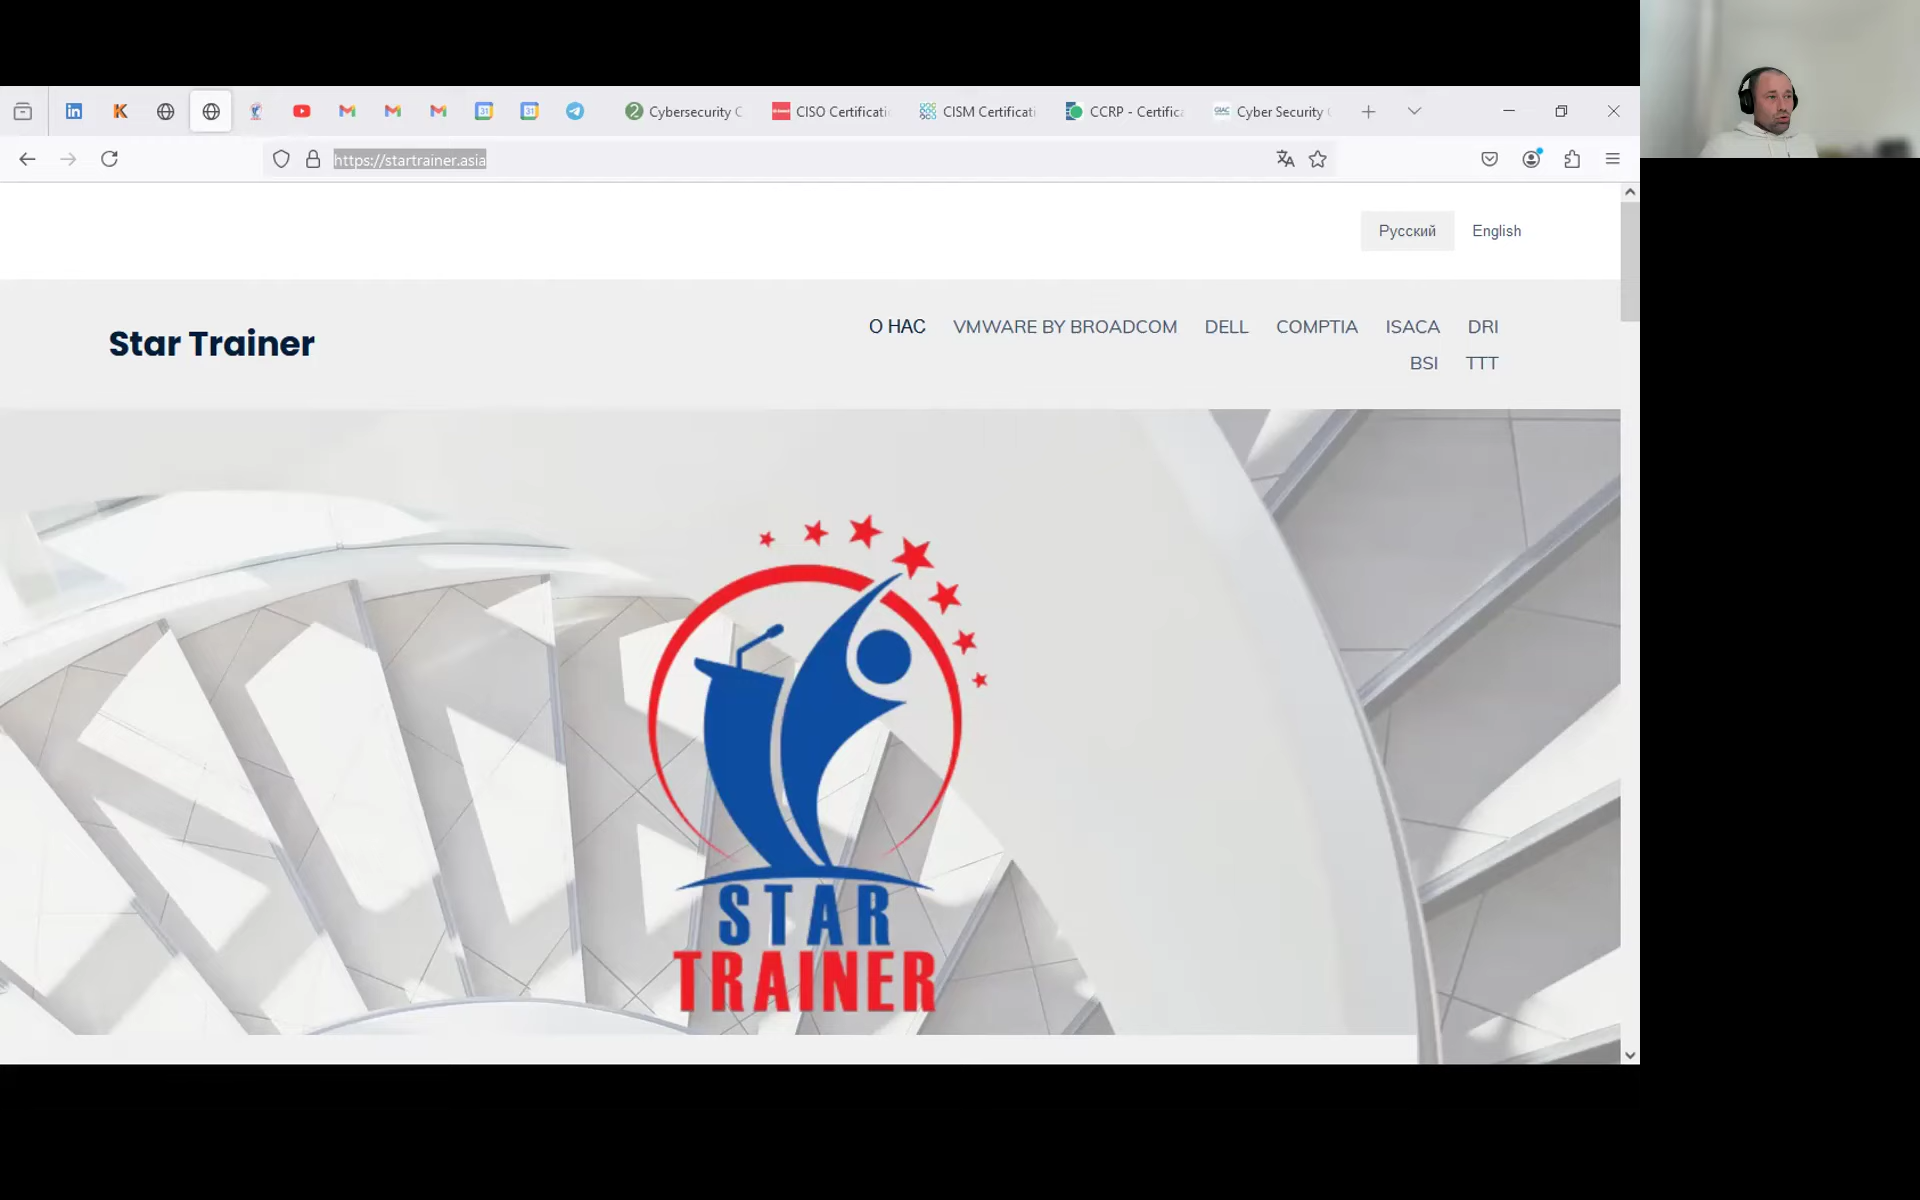 Cybersecurity C
CISO Certificati
CISM Certificati
CCRP - Certifica
Cyber Security
https://startrainer.asia
Русский English
Star Trainer
О НАС VMWARE BY BROADCOM DELL COMPTIA ISACA DRI
BSI TTT
STAR
TRAINER